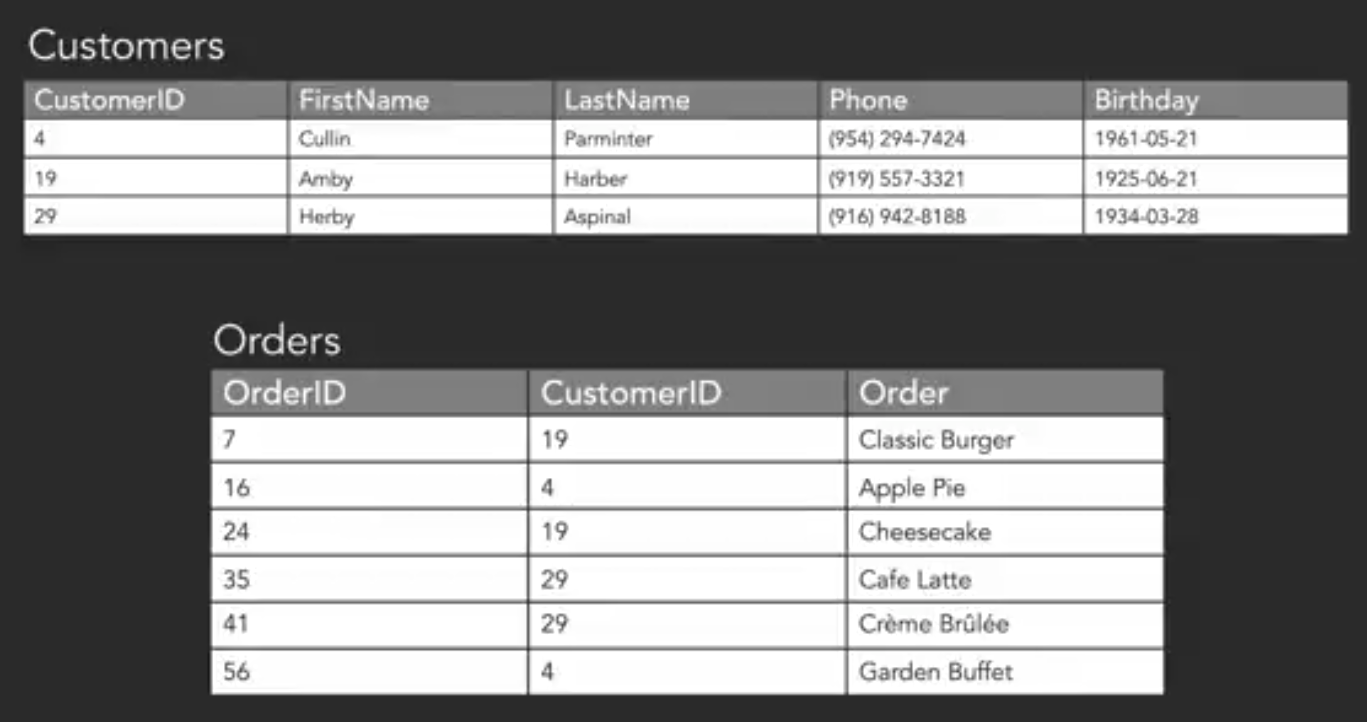 Customers
CustomerID FirstName LastName Phone Birthday
4 Cullin Parminter (954) 294-7424 1961-05-21
19 Amby Harber (919) 557-3321 1925-06-21
29 Herby Aspinal (916) 942-8188 1934-03-28
Orders
OrderID CustomerID Order
7 19 Classic Burger
16 4 Apple Pie
24 19 Cheesecake
35 29 Cafe Latte
41 29 Crème Brûlée
56 4 Garden Buffet